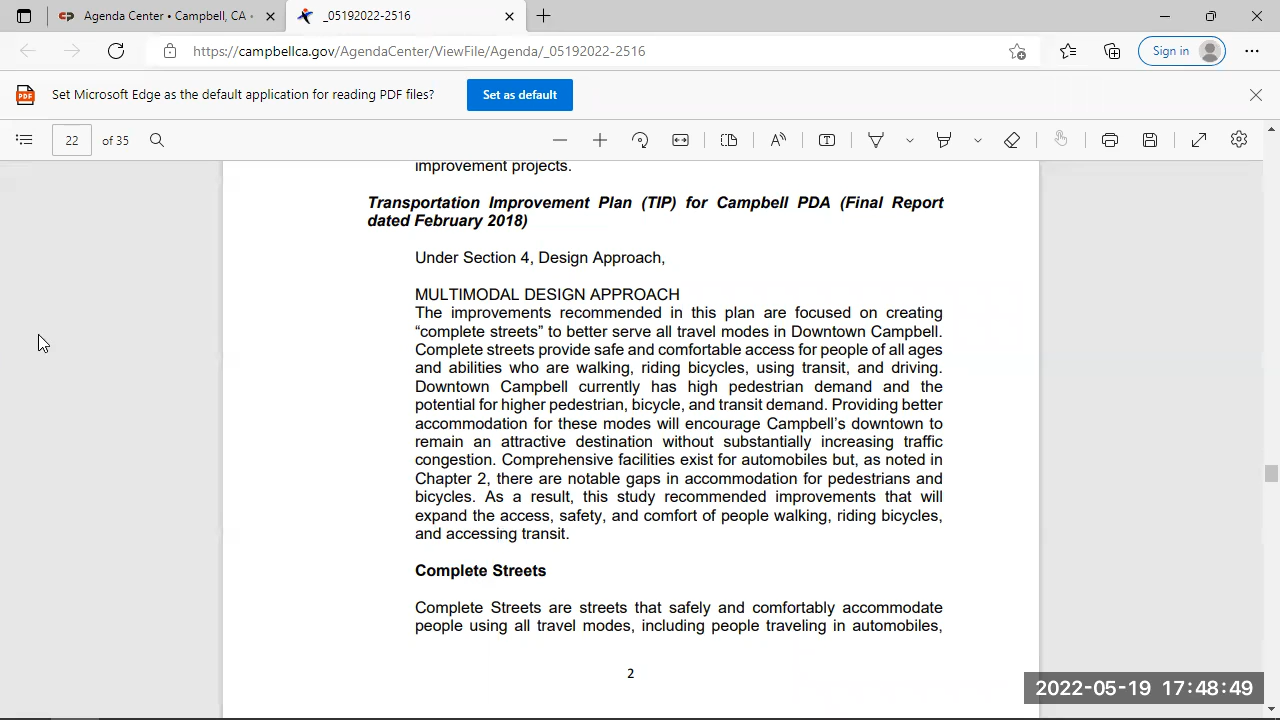 Agenda Center • Campbell, CA •
_05192022-2516
https://campbellca.gov/AgendaCenter/ViewFile/Agenda/_05192022-2516
Sign in
PDF
Set Microsoft Edge as the default application for reading PDF files?
Set as default
22 of 35
improvement projects.
Transportation Improvement Plan (TIP) for Campbell PDA (Final Report
dated February 2018)
Under Section 4, Design Approach,
MULTIMODAL DESIGN APPROACH
The improvements recommended in this plan are focused on creating
“complete streets” to better serve all travel modes in Downtown Campbell.
Complete streets provide safe and comfortable access for people of all ages
and abilities who are walking, riding bicycles, using transit, and driving.
Downtown Campbell currently has high pedestrian demand and the
potential for higher pedestrian, bicycle, and transit demand. Providing better
accommodation for these modes will encourage Campbell’s downtown to
remain an attractive destination without substantially increasing traffic
congestion. Comprehensive facilities exist for automobiles but, as noted in
Chapter 2, there are notable gaps in accommodation for pedestrians and
bicycles. As a result, this study recommended improvements that will
expand the access, safety, and comfort of people walking, riding bicycles,
and accessing transit.
Complete Streets
Complete Streets are streets that safely and comfortably accommodate
people using all travel modes, including people traveling in automobiles,
2
2022-05-19 17:48:49